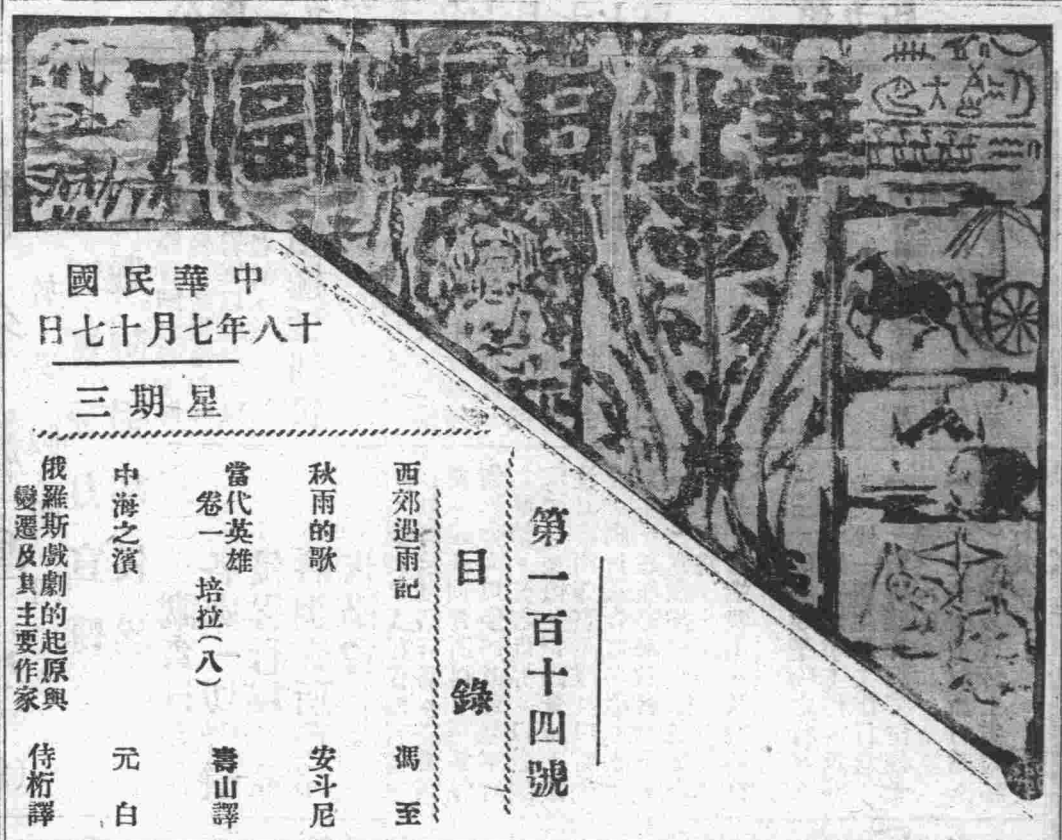 華北日報副刊
中華民國
十八年七月十七日
星期三
第一百十四號
目錄
西郊遇雨記 馮至
秋雨的歌 安斗尼
當代英雄
卷一 培拉(八) 壽山譯
中海之濱 元白
俄羅斯戲劇的起原與
變遷及其主要作家 侍桁譯